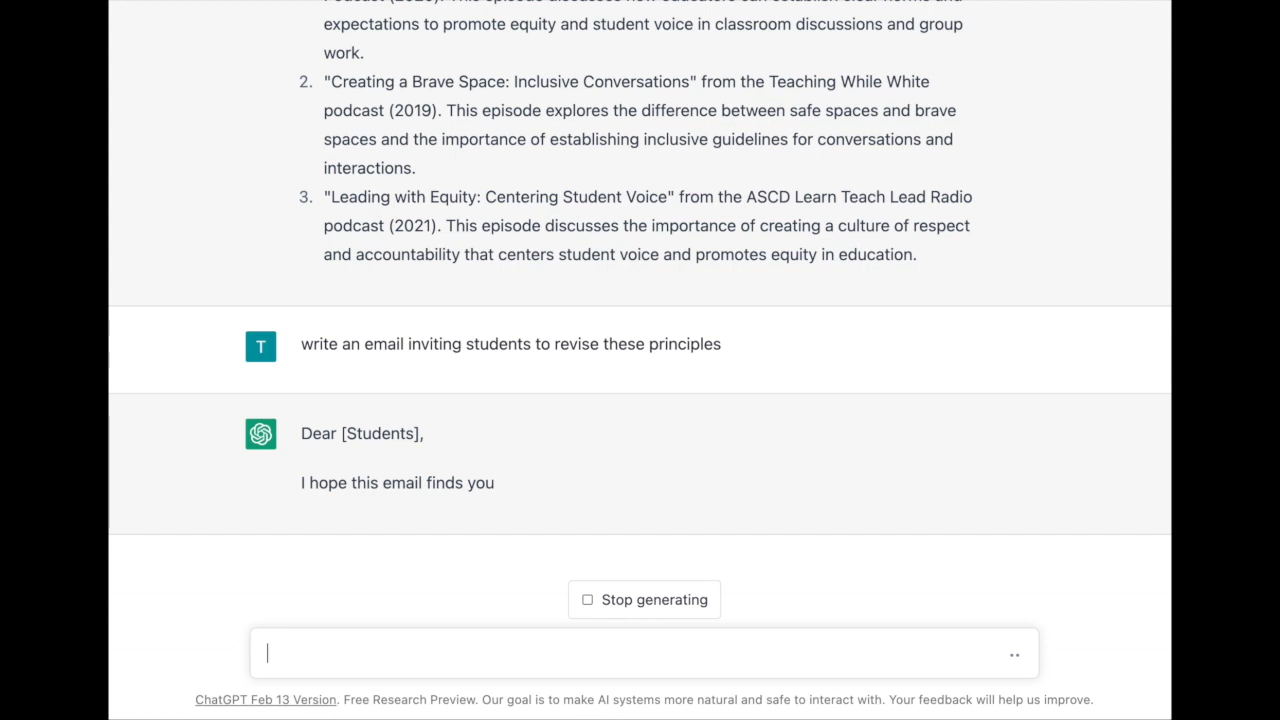 expectations to promote equity and student voice in classroom discussions and group
work.
2. "Creating a Brave Space: Inclusive Conversations" from the Teaching While White
podcast (2019). This episode explores the difference between safe spaces and brave
spaces and the importance of establishing inclusive guidelines for conversations and
interactions.
3. "Leading with Equity: Centering Student Voice" from the ASCD Learn Teach Lead Radio
podcast (2021). This episode discusses the importance of creating a culture of respect
and accountability that centers student voice and promotes equity in education.
T
write an email inviting students to revise these principles
Dear [Students],
I hope this email finds you
Stop generating
ChatGPT Feb 13 Version. Free Research Preview. Our goal is to make AI systems more natural and safe to interact with. Your feedback will help us improve.